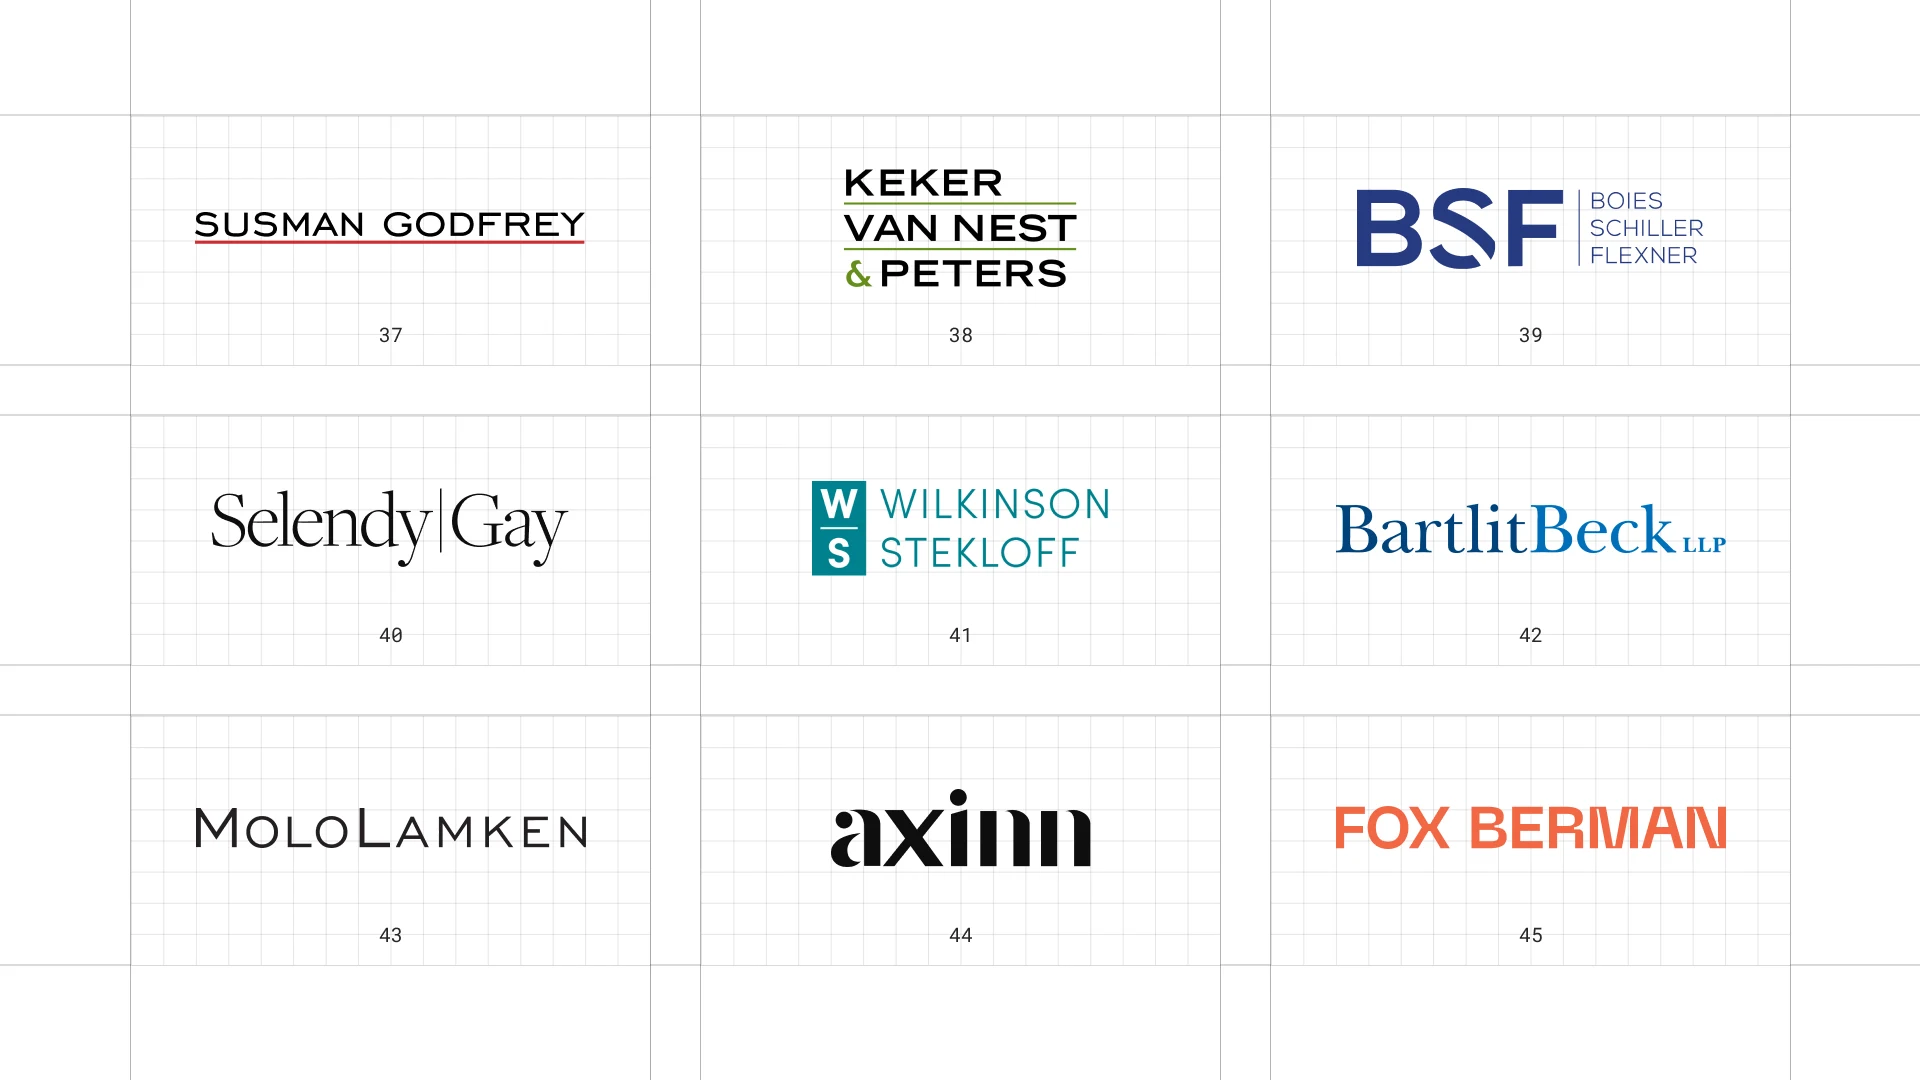 SUSMAN GODFREY
37
KEKER
VAN NEST
& PETERS
38
BSF
BOIES
SCHILLER
FLEXNER
39
Selendy|Gay
40
W
S
WILKINSON
STEKLOFF
41
BartlitBeck LLP
42
MOLOLAMKEN
43
axinn
44
FOX BERMAN
45